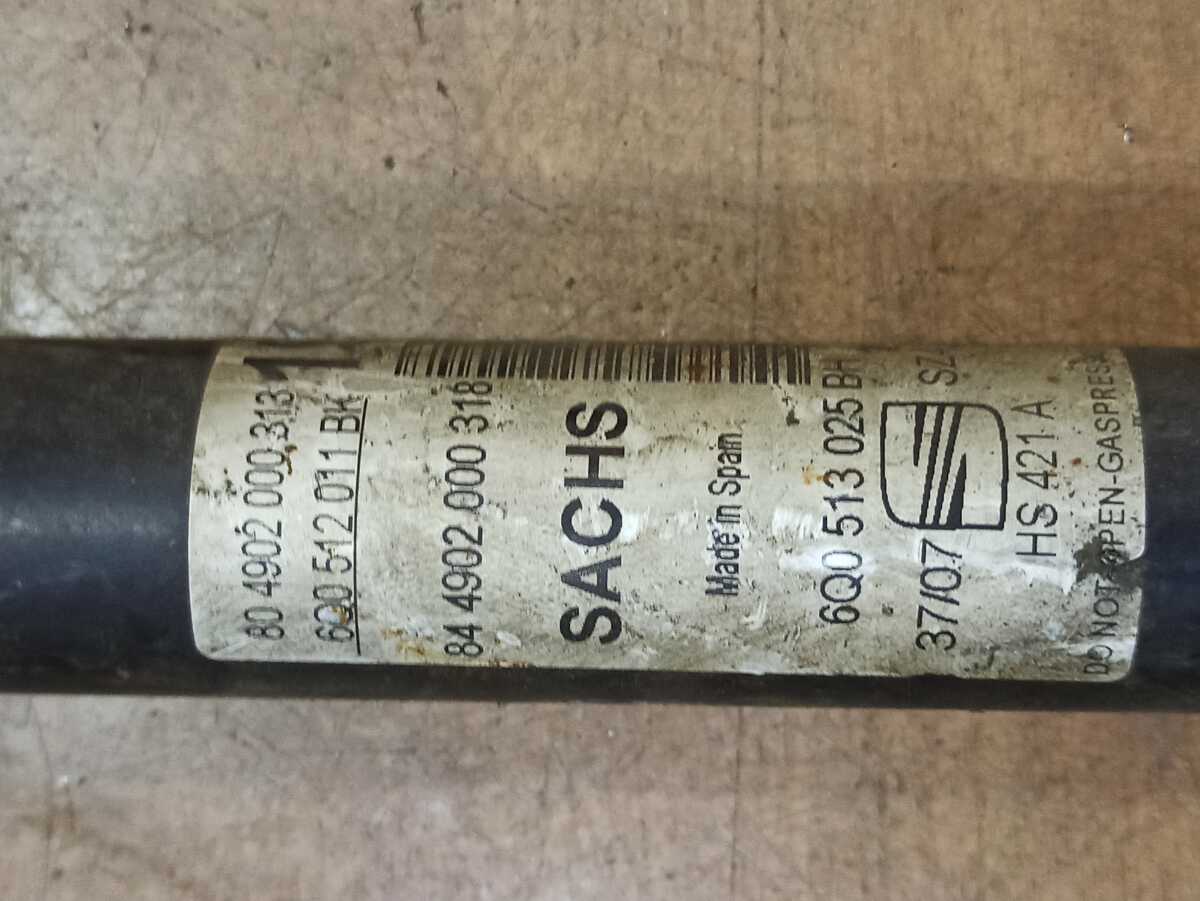 80 4902 000 313
6Q0 512 011 BK
84 4902 000 318
SACHS
Made in Spain
6Q0 513 025 BH
37/07 SZ
HS 421 A
DO NOT OPEN-GASPRES